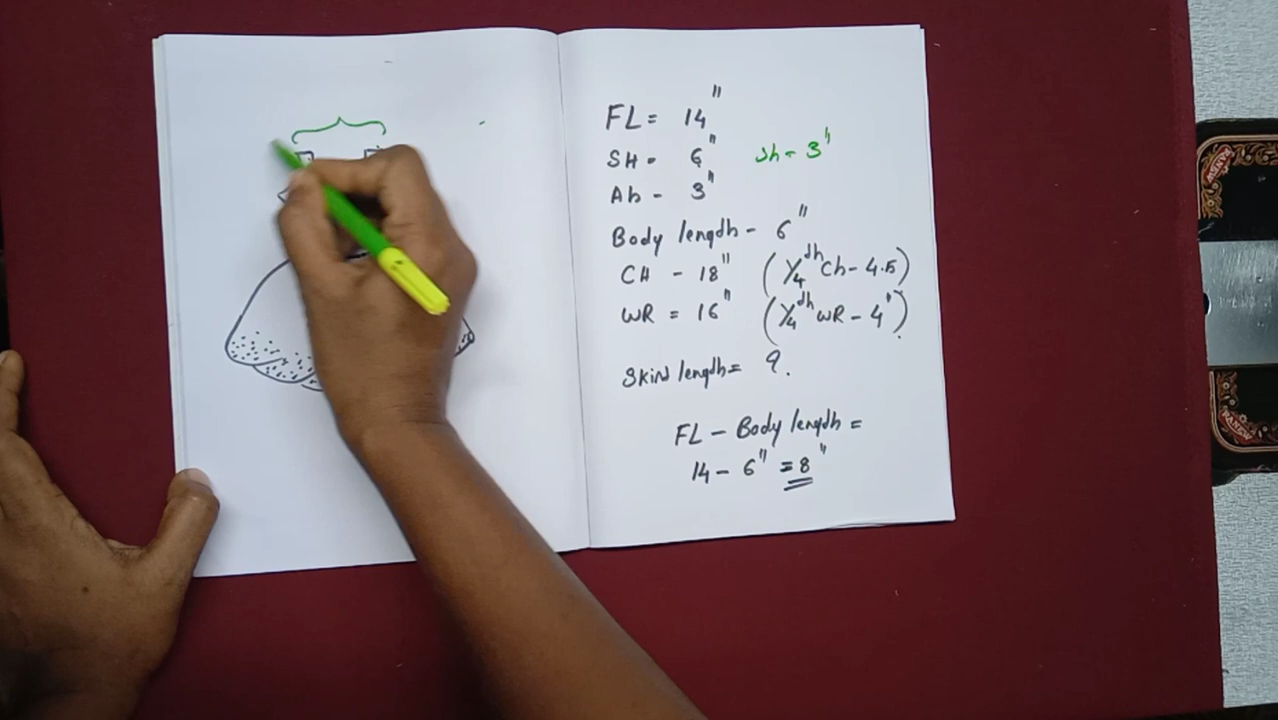 FL = 14"
SH - 6" Sh - 3"
Ah - 3"
Body length - 6"
CH - 18" (1/4th Ch - 4.5)
WR = 16" (1/4th WR - 4")
Skirt length = 9.
FL - Body length =
14 - 6" = 8"